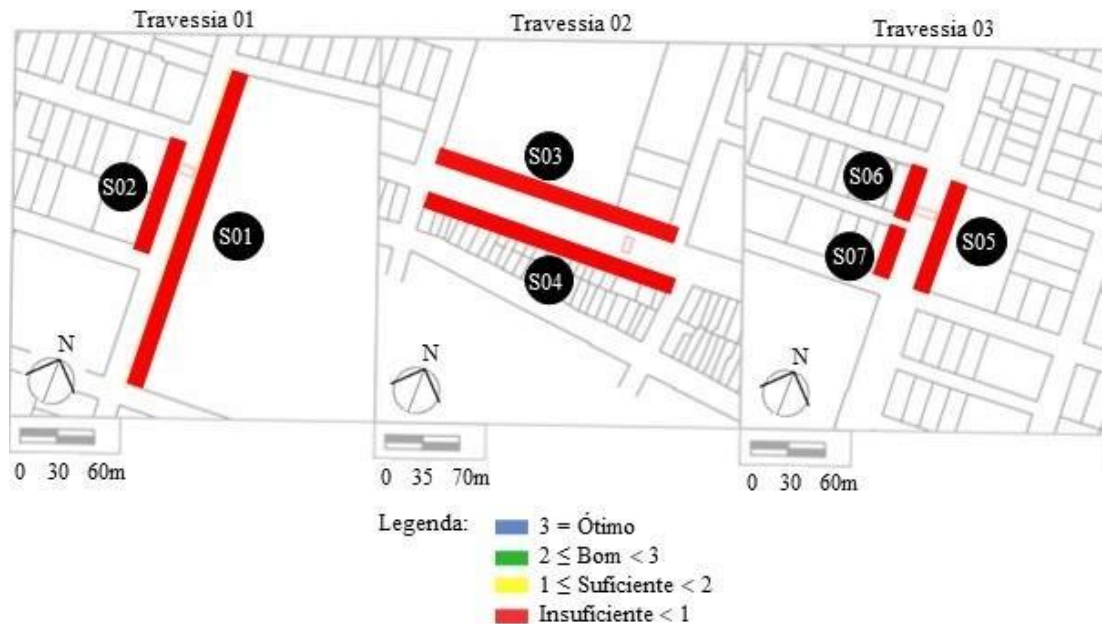 Travessia 01
Travessia 02
Travessia 03
S02
S01
N
0 30 60m
S03
S04
N
0 35 70m
S06
S07
S05
N
0 30 60m
Legenda:
3 = Ótimo
2 ≤ Bom < 3
1 ≤ Suficiente < 2
Insuficiente < 1